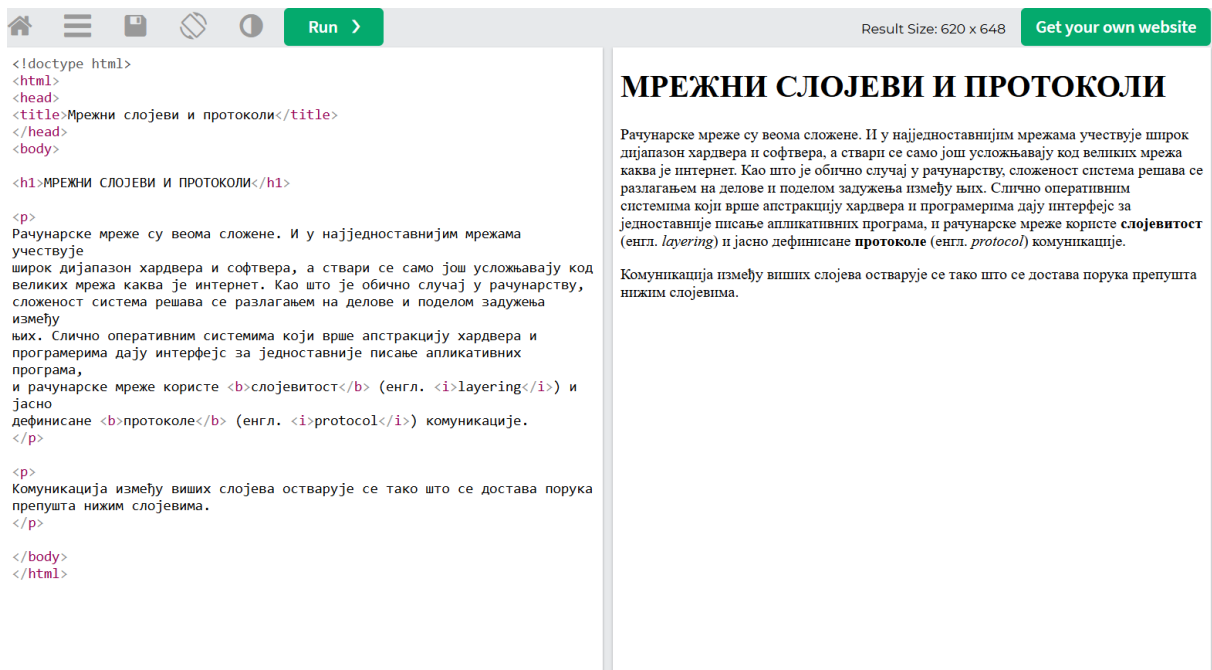 Run ❯
Result Size: 620 x 648
Get your own website
<!doctype html>
<html>
<head>
<title>Мрежни слојеви и протоколи</title>
</head>
<body>
<h1>МРЕЖНИ СЛОЈЕВИ И ПРОТОКОЛИ</h1>
<p>
Рачунарске мреже су веома сложене. И у најједноставнијим мрежама
учествује
широк дијапазон хардвера и софтвера, а ствари се само још усложњавају код
великих мрежа каква је интернет. Као што је обично случај у рачунарству,
сложеност система решава се разлагањем на делове и поделом задужења
између
њих. Слично оперативним системима који врше апстракцију хардвера и
програмерима дају интерфејс за једноставније писање апликативних
програма,
и рачунарске мреже користе <b>слојевитост</b> (енгл. <i>layering</i>) и
јасно
дефинисане <b>протоколе</b> (енгл. <i>protocol</i>) комуникације.
</p>
<p>
Комуникација између виших слојева остварује се тако што се достава порука
препушта нижим слојевима.
</p>
</body>
</html>
МРЕЖНИ СЛОЈЕВИ И ПРОТОКОЛИ
Рачунарске мреже су веома сложене. И у најједноставнијим мрежама учествује широк
дијапазон хардвера и софтвера, а ствари се само још усложњавају код великих мрежа
каква је интернет. Као што је обично случај у рачунарству, сложеност система решава се
разлагањем на делове и поделом задужења између њих. Слично оперативним
системима који врше апстракцију хардвера и програмерима дају интерфејс за
једноставније писање апликативних програма, и рачунарске мреже користе слојевитост
(енгл. layering) и јасно дефинисане протоколе (енгл. protocol) комуникације.
Комуникација између виших слојева остварује се тако што се достава порука препушта
нижим слојевима.